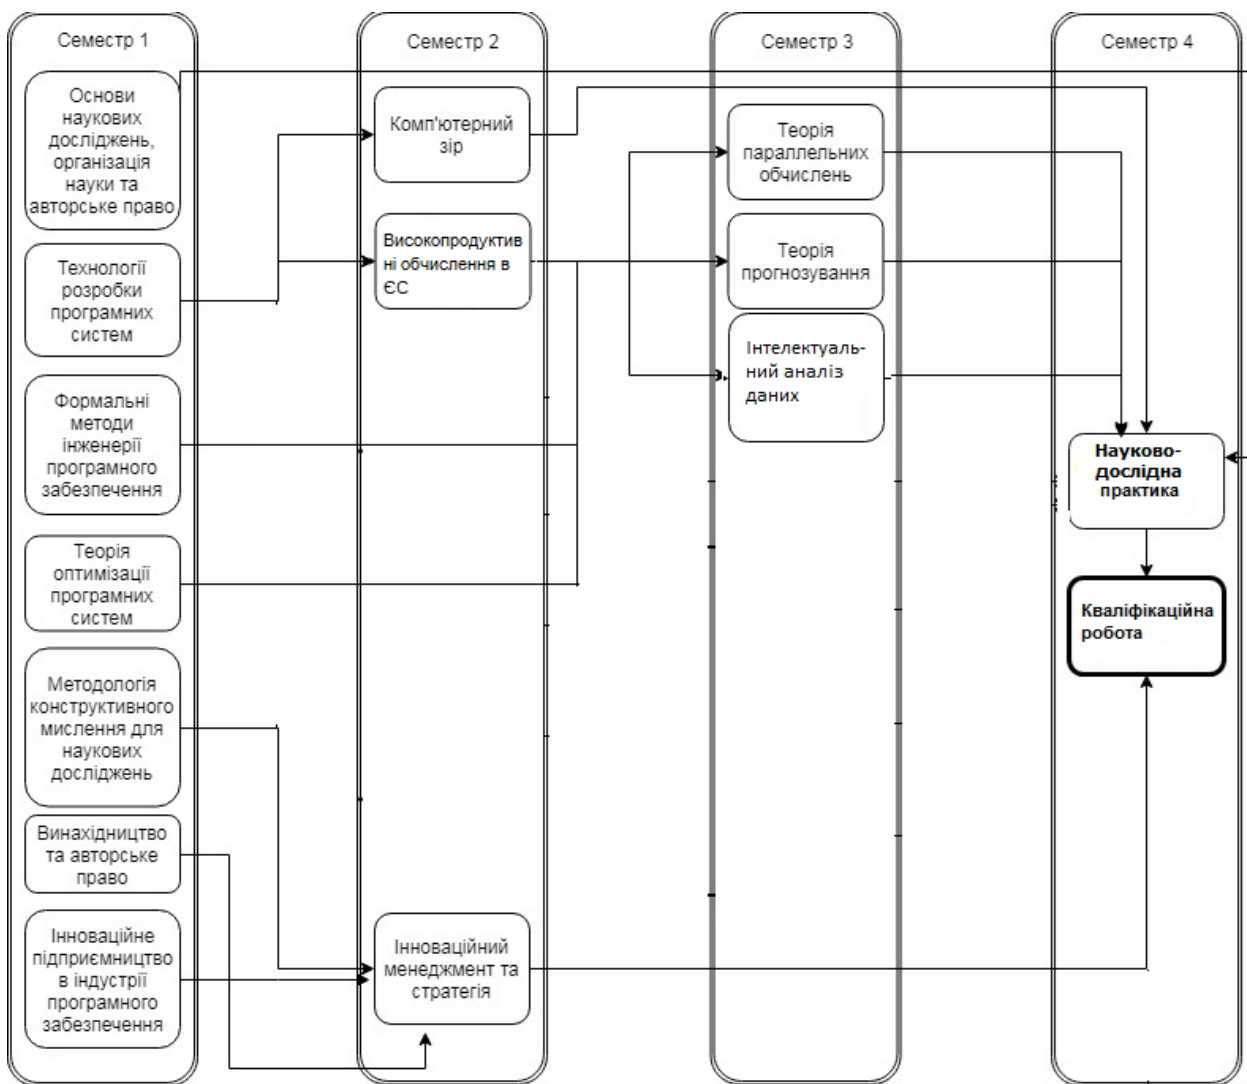 Семестр 1
Основи
наукових
досліджень,
організація
науки та
авторське право
Технології
розробки
програмних
систем
Формальні
методи
інженерії
програмного
забезпечення
Теорія
оптимізації
програмних
систем
Методологія
конструктивного
мислення для
наукових
досліджень
Винахідництво
та авторське
право
Інноваційне
підприємництво
в індустрії
програмного
забезпечення
Семестр 2
Комп'ютерний
зір
Високопродуктив
ні обчислення в
ЄС
Інноваційний
менеджмент та
стратегія
Семестр 3
Теорія
параллельних
обчислень
Теорія
прогнозування
Інтелектуаль-
ний аналіз
даних
Семестр 4
Науково-
дослідна
практика
Кваліфікаційна
робота